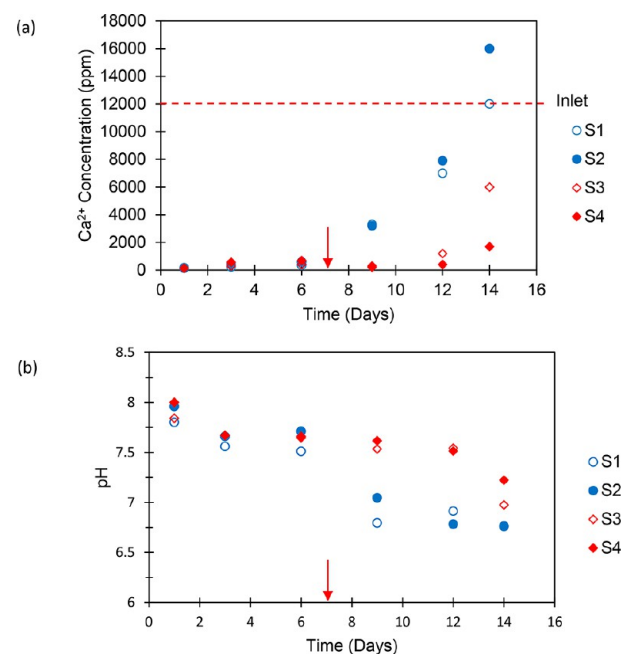 (a)
Ca²⁺ Concentration (ppm)
18000
16000
14000
12000
10000
8000
6000
4000
2000
0
0 2 4 6 8 10 12 14 16
Time (Days)
Inlet
S1
S2
S3
S4
(b)
pH
8.5
8
7.5
7
6.5
6
0 2 4 6 8 10 12 14 16
Time (Days)
S1
S2
S3
S4